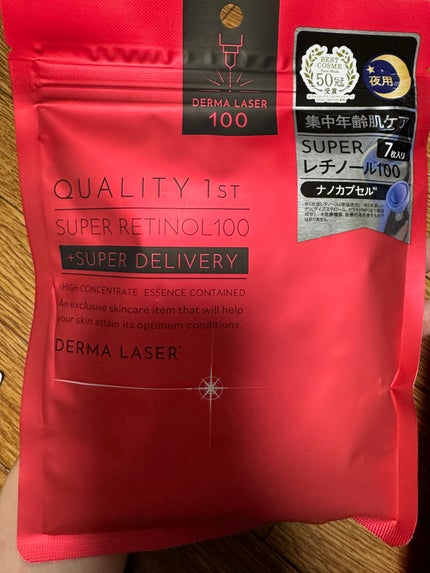 DERMA LASER
100
BEST
COSME
50冠
受賞
夜用
集中年齢肌ケア
SUPER
7枚入り
レチノール100
ナノカプセル
QUALITY 1ST
SUPER RETINOL100
+SUPER DELIVERY
HIGH CONCENTRATE ESSENCE CONTAINED
An exclusive skincare item that will help
your skin attain its optimum conditions.
DERMA LASER